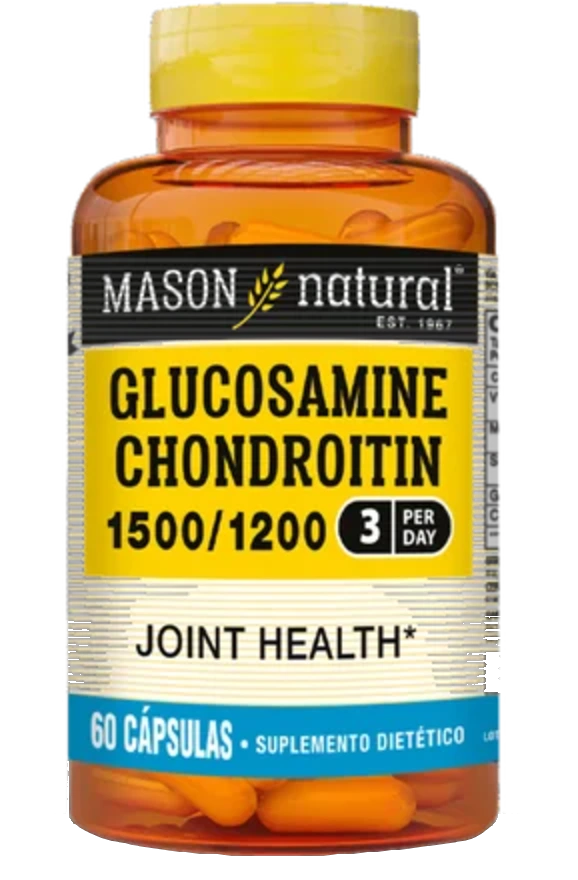 MASON natural®
EST. 1967
GLUCOSAMINE
CHONDROITIN
1500/1200 3 PER DAY
JOINT HEALTH*
60 CÁPSULAS • SUPLEMENTO DIETÉTICO